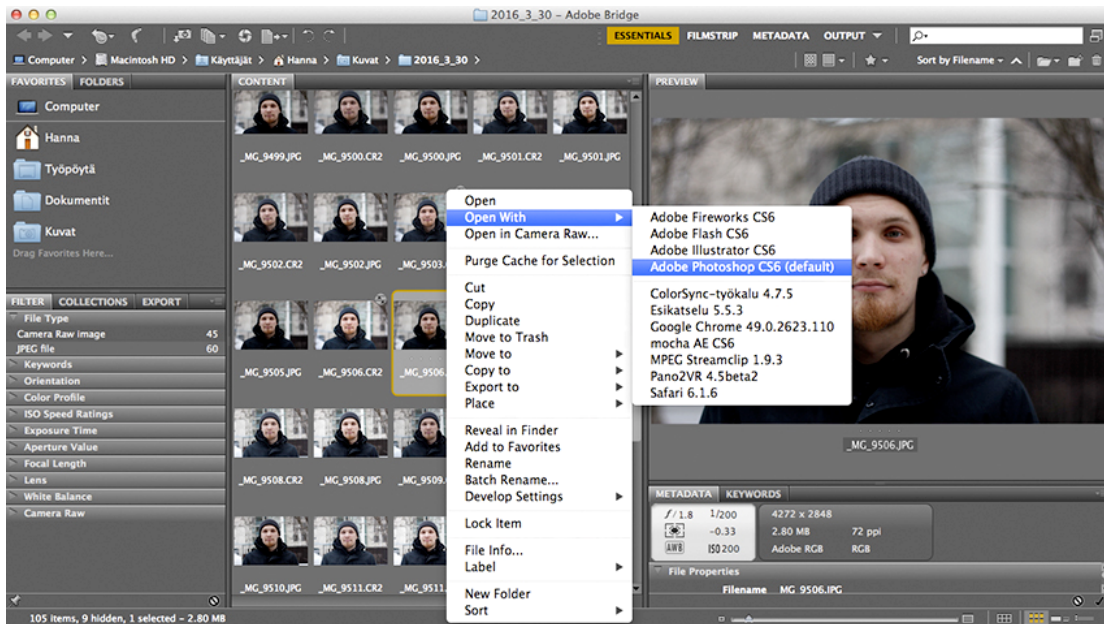 2016_3_30 – Adobe Bridge
ESSENTIALS FILMSTRIP METADATA OUTPUT
Computer > Macintosh HD > Käyttäjät > Hanna > Kuvat > 2016_3_30 >
Sort by Filename
FAVORITES FOLDERS
Computer
Hanna
Työpöytä
Dokumentit
Kuvat
Drag Favorites Here...
FILTER COLLECTIONS EXPORT
File Type
Camera Raw image 45
JPEG file 60
Keywords
Orientation
Color Profile
ISO Speed Ratings
Exposure Time
Aperture Value
Focal Length
Lens
White Balance
Camera Raw
CONTENT
_MG_9499.JPG _MG_9500.CR2 _MG_9500.JPG _MG_9501.CR2 _MG_9501.JPG
_MG_9502.CR2 _MG_9502.JPG _MG_9503.
_MG_9505.JPG _MG_9506.CR2 _MG_9506.
_MG_9508.CR2 _MG_9508.JPG _MG_9509.
_MG_9510.JPG _MG_9511.CR2 _MG_9511.
Open
Open With
Open in Camera Raw...
Purge Cache for Selection
Cut
Copy
Duplicate
Move to Trash
Move to
Copy to
Export to
Place
Reveal in Finder
Add to Favorites
Rename
Batch Rename...
Develop Settings
Lock Item
File Info...
Label
New Folder
Sort
Adobe Fireworks CS6
Adobe Flash CS6
Adobe Illustrator CS6
Adobe Photoshop CS6 (default)
ColorSync-työkalu 4.7.5
Esikatselu 5.5.3
Google Chrome 49.0.2623.110
mocha AE CS6
MPEG Streamclip 1.9.3
Pano2VR 4.5beta2
Safari 6.1.6
PREVIEW
_MG_9506.JPG
METADATA KEYWORDS
f/1.8 1/200
-0.33
AWB ISO200
4272 x 2848
2.80 MB 72 ppi
Adobe RGB RGB
File Properties
Filename _MG_9506.JPG
105 items, 9 hidden, 1 selected – 2.80 MB